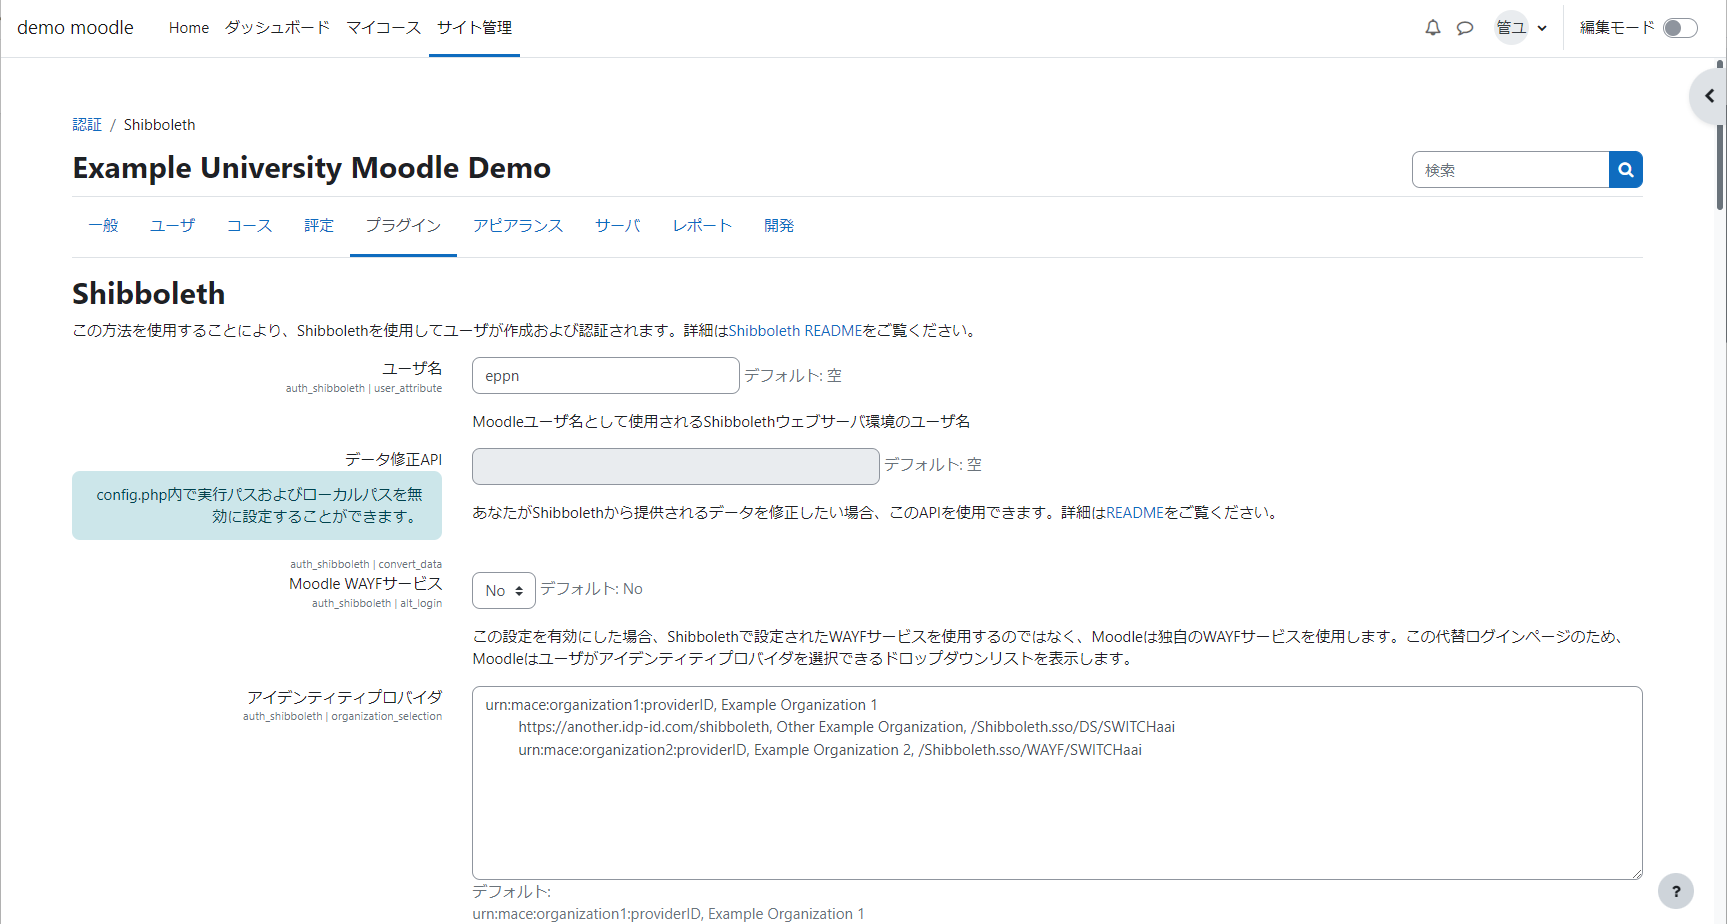 demo moodle
Home
ダッシュボード
マイコース
サイト管理
管ユ
編集モード
認証 / Shibboleth
Example University Moodle Demo
検索
一般
ユーザ
コース
評定
プラグイン
アピアランス
サーバ
レポート
開発
Shibboleth
この方法を使用することにより、Shibbolethを使用してユーザが作成および認証されます。詳細はShibboleth READMEをご覧ください。
ユーザ名
auth_shibboleth | user_attribute
eppn
デフォルト: 空
Moodleユーザ名として使用されるShibbolethウェブサーバ環境のユーザ名
データ修正API
config.php内で実行パスおよびローカルパスを無
効に設定することができます。
auth_shibboleth | convert_data
デフォルト: 空
あなたがShibbolethから提供されるデータを修正したい場合、このAPIを使用できます。詳細はREADMEをご覧ください。
Moodle WAYFサービス
auth_shibboleth | alt_login
No
デフォルト: No
この設定を有効にした場合、Shibbolethで設定されたWAYFサービスを使用するのではなく、Moodleは独自のWAYFサービスを使用します。この代替ログインページのため、
Moodleはユーザがアイデンティティプロバイダを選択できるドロップダウンリストを表示します。
アイデンティティプロバイダ
auth_shibboleth | organization_selection
urn:mace:organization1:providerID, Example Organization 1
https://another.idp-id.com/shibboleth, Other Example Organization, /Shibboleth.sso/DS/SWITCHaai
urn:mace:organization2:providerID, Example Organization 2, /Shibboleth.sso/WAYF/SWITCHaai
デフォルト:
urn:mace:organization1:providerID, Example Organization 1
?